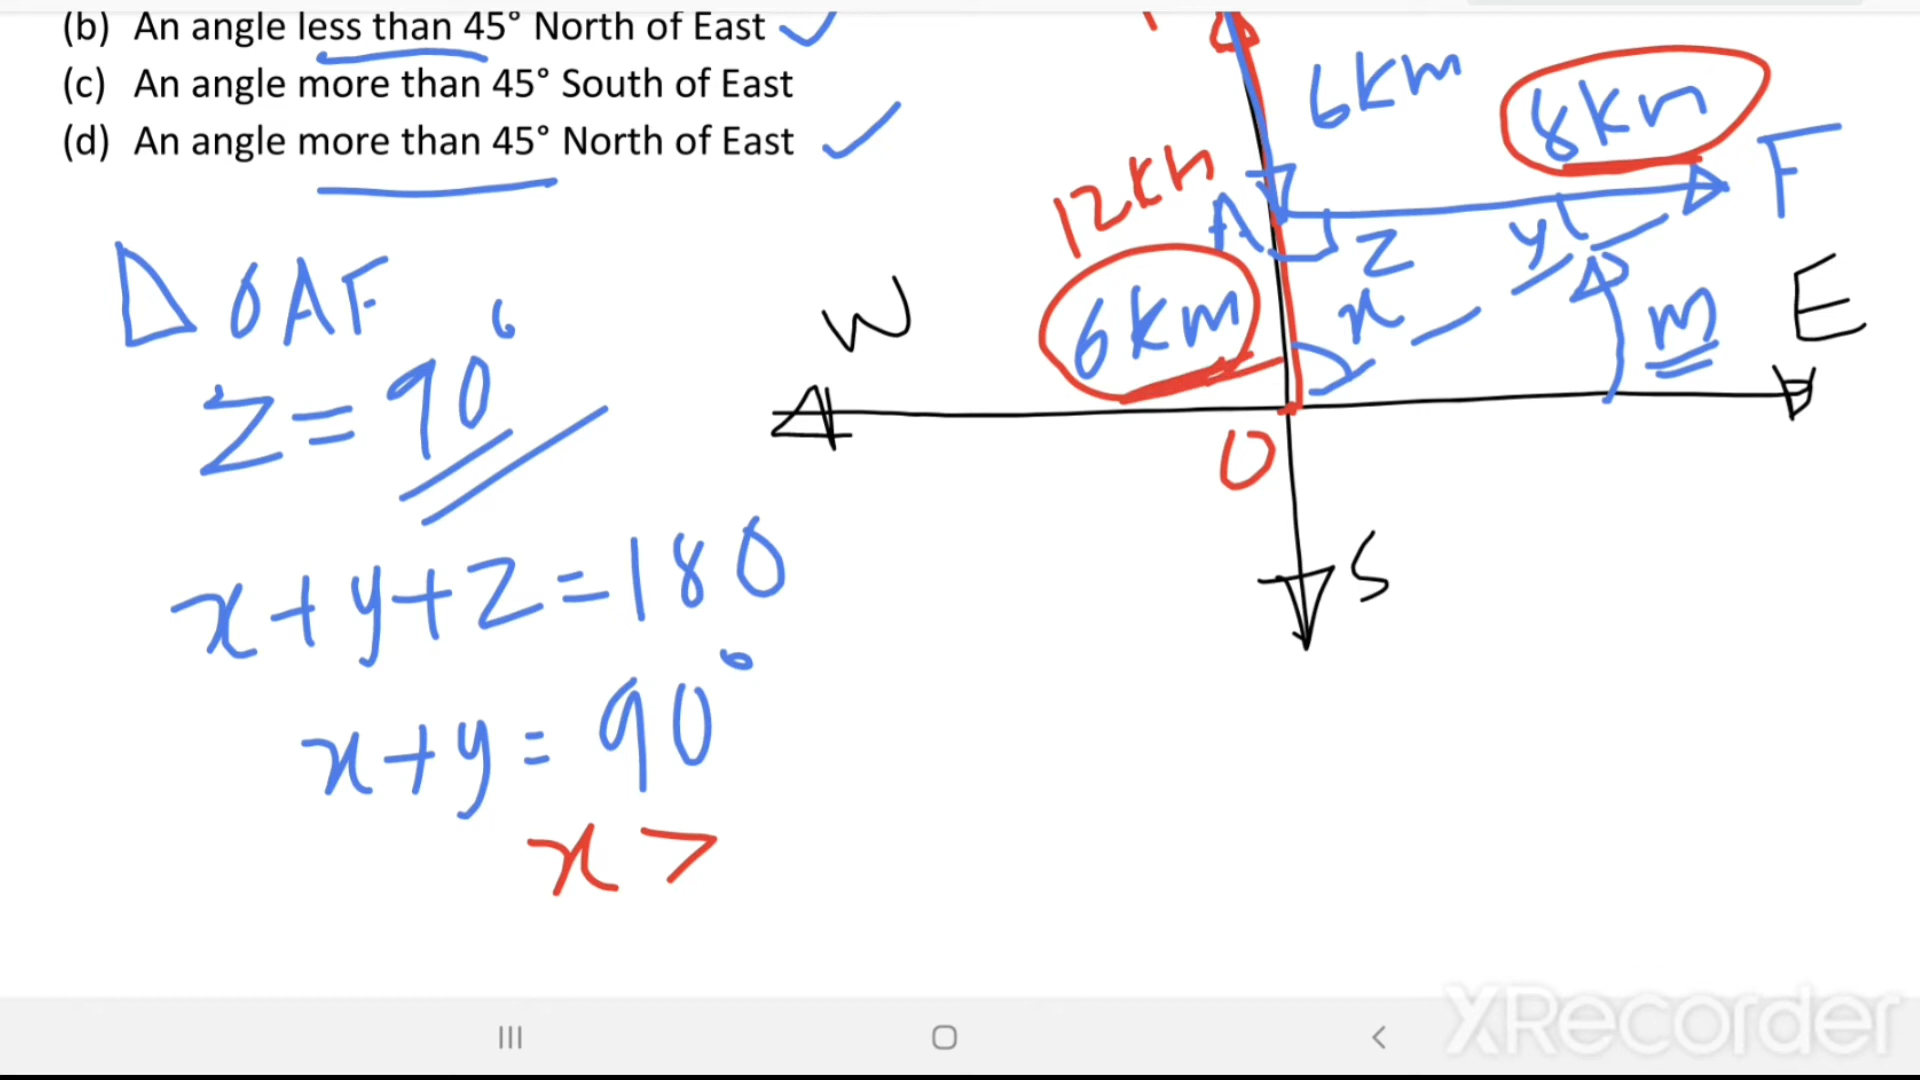 (b) An angle less than 45° North of East
(c) An angle more than 45° South of East
(d) An angle more than 45° North of East
6km
8km
F
12km
A
Z
y
W
6km
x
m
E
O
S
△ OAF
Z = 90°
x+y+z=180
x+y= 90°
x >
XRecorder